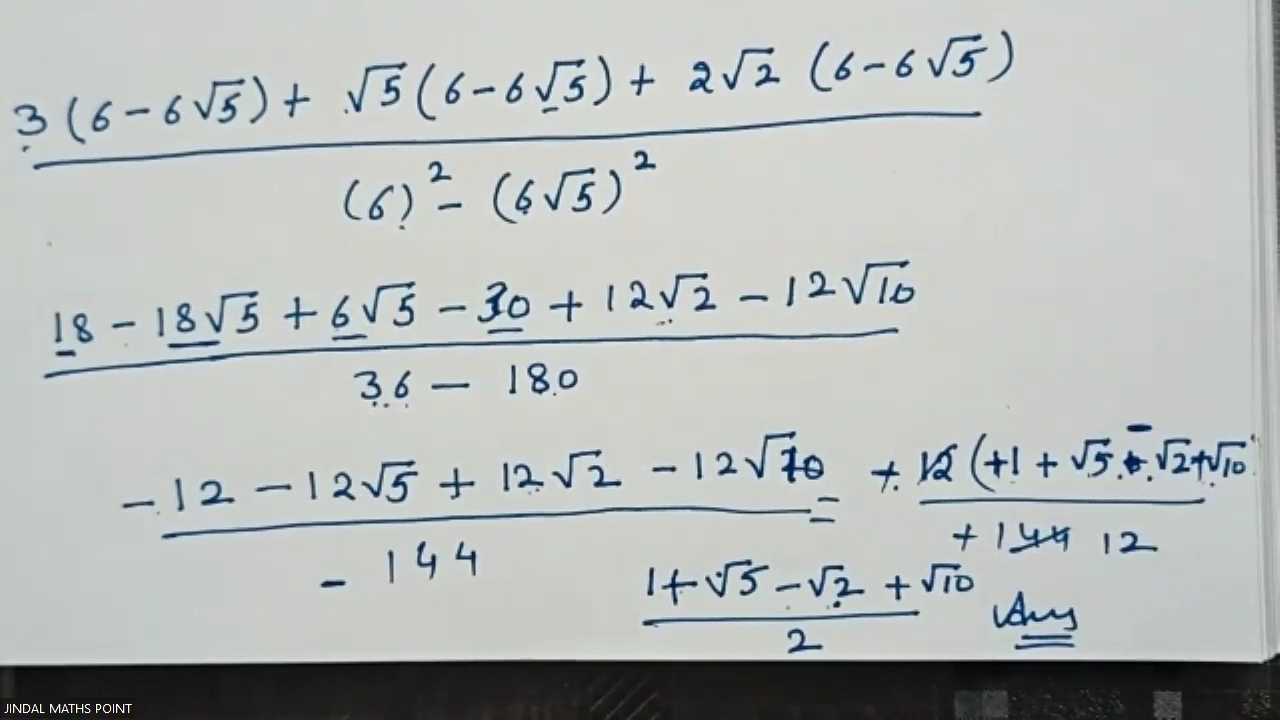 3(6-6√5)+ √5(6-6√5)+ 2√2 (6-6√5)
(6)² - (6√5)²
18 - 18√5 + 6√5 - 30 + 12√2 - 12√10
36 - 180
-12 - 12√5 + 12√2 - 12√10 = + 12 (+1 + √5 - √2+√10
- 144 + 144 12
1+√5-√2 +√10
2
Ans
JINDAL MATHS POINT